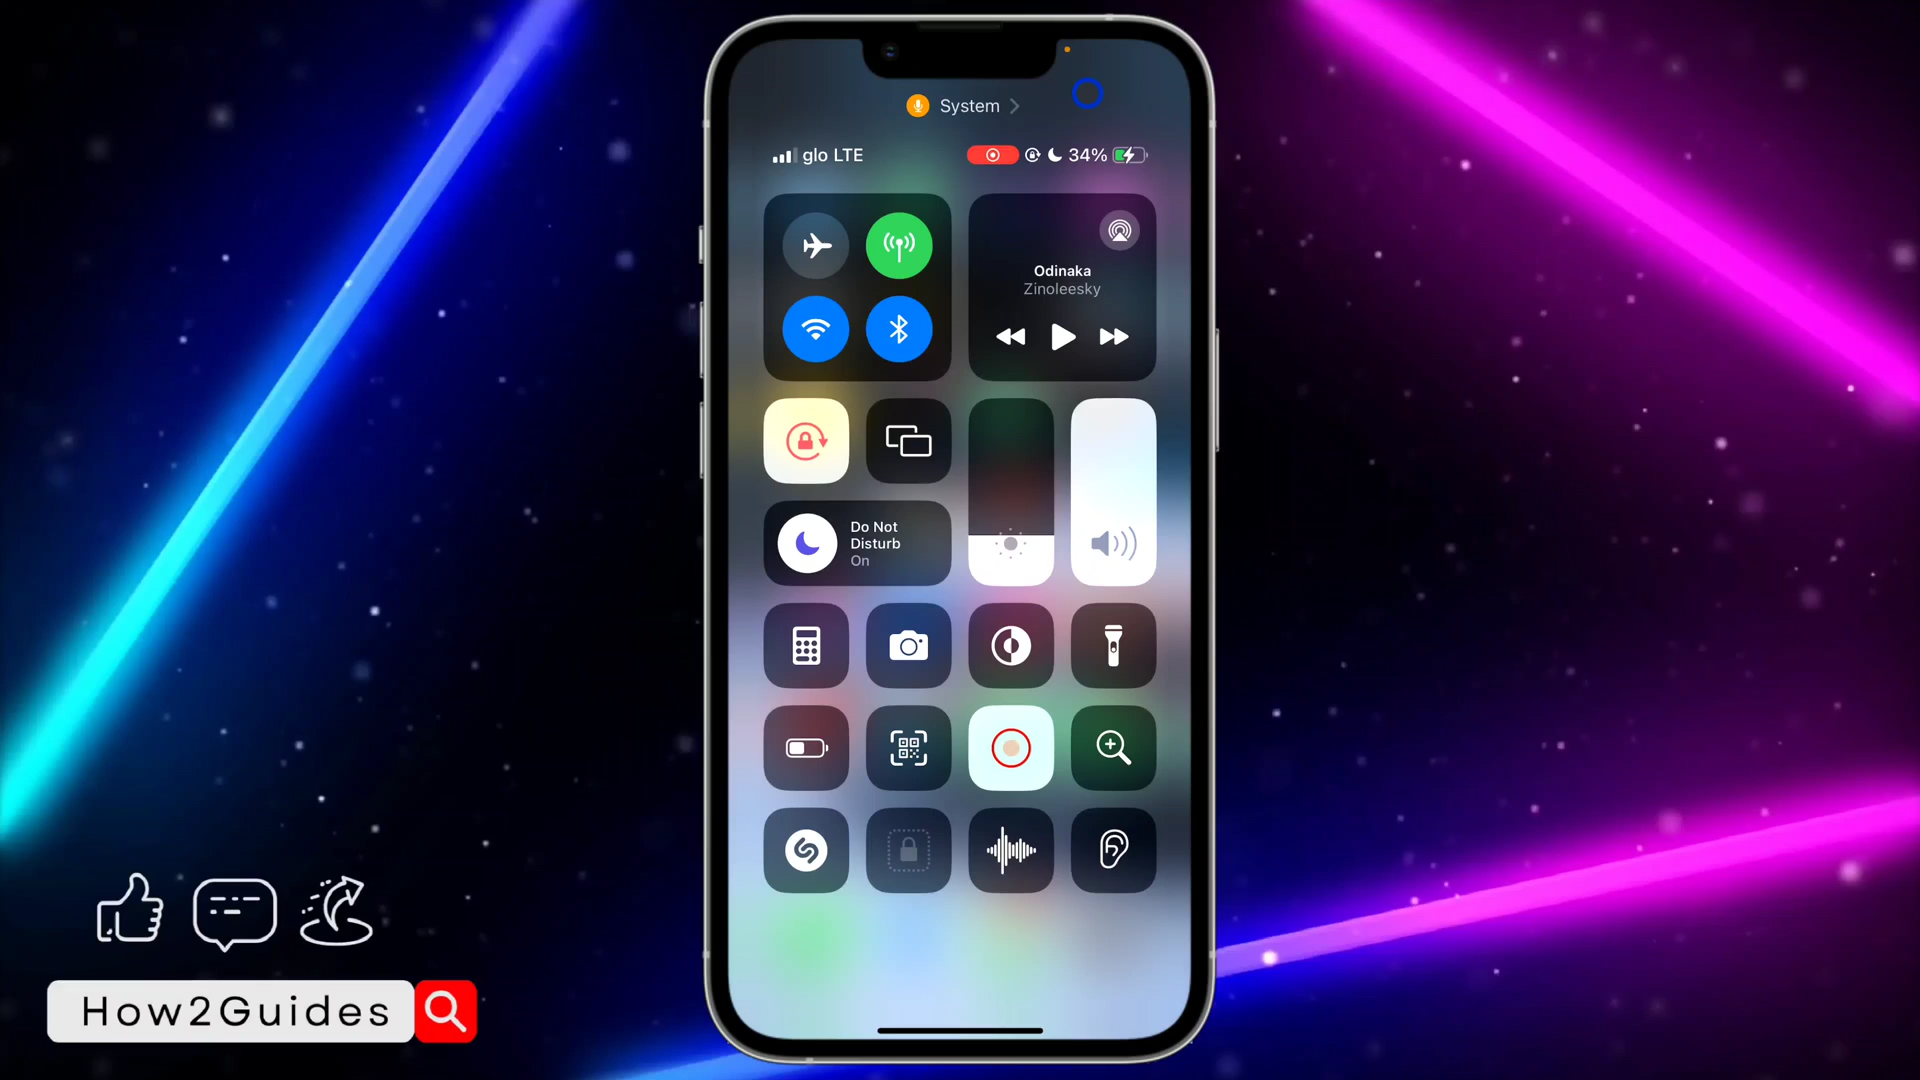 System
glo LTE
34%
Odinaka
Zinoleesky
Do Not
Disturb
On
How2Guides